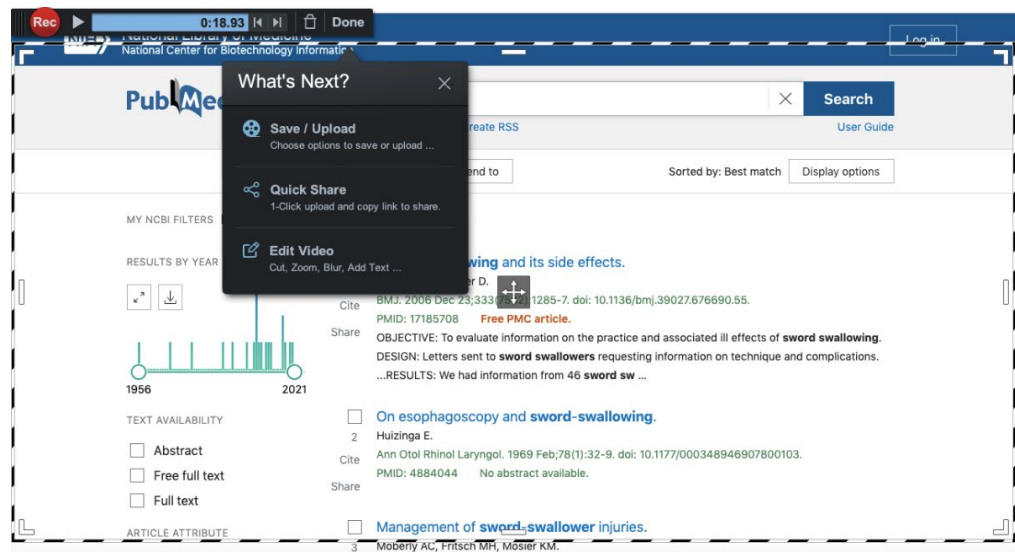 Rec 0:18.93 Done
National Library of Medicine
National Center for Biotechnology Informatic
Log in
What's Next?
Save / Upload
Choose options to save or upload ...
Quick Share
1-Click upload and copy link to share.
Edit Video
Cut, Zoom, Blur, Add Text ...
PubMed
Search
reate RSS
User Guide
end to
Sorted by: Best match
Display options
MY NCBI FILTERS
RESULTS BY YEAR
1956 2021
TEXT AVAILABILITY
Abstract
Free full text
Full text
ARTICLE ATTRIBUTE
wing and its side effects.
r D.
Cite
Share
BMJ. 2006 Dec 23;333 1285-7. doi: 10.1136/bmj.39027.676690.55.
PMID: 17185708 Free PMC article.
OBJECTIVE: To evaluate information on the practice and associated ill effects of sword swallowing.
DESIGN: Letters sent to sword swallowers requesting information on technique and complications.
...RESULTS: We had information from 46 sword sw ...
On esophagoscopy and sword-swallowing.
2
Cite
Share
Huizinga E.
Ann Otol Rhinol Laryngol. 1969 Feb;78(1):32-9. doi: 10.1177/000348946907800103.
PMID: 4884044 No abstract available.
Management of sword-swallower injuries.
3
Moberly AC, Fritsch MH, Mosier KM.